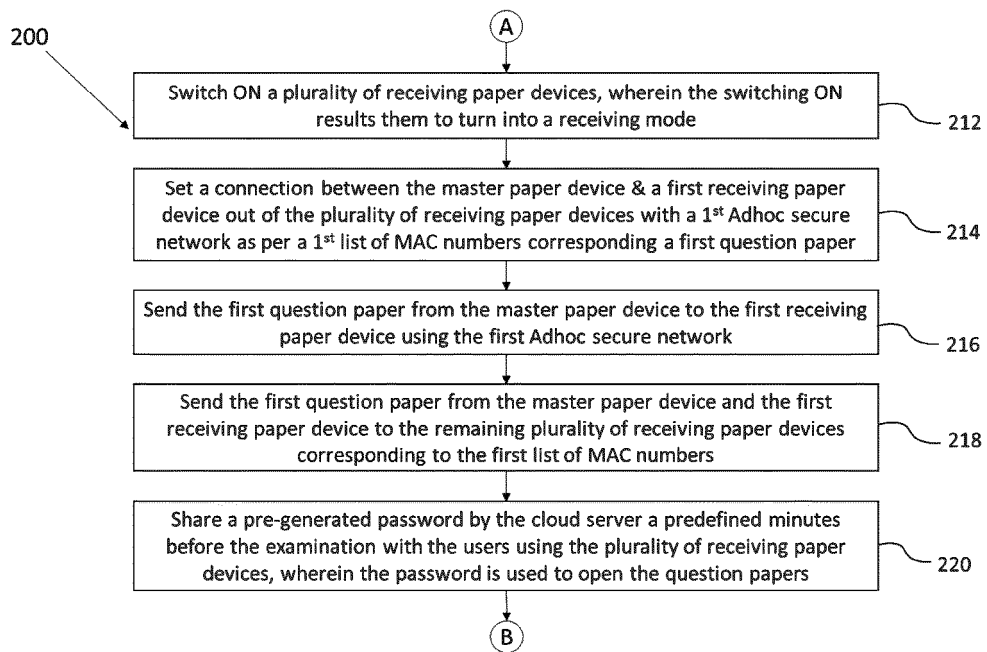 A
200
Switch ON a plurality of receiving paper devices, wherein the switching ON
results them to turn into a receiving mode
212
Set a connection between the master paper device & a first receiving paper
device out of the plurality of receiving paper devices with a 1st Adhoc secure
network as per a 1st list of MAC numbers corresponding a first question paper
214
Send the first question paper from the master paper device to the first receiving
paper device using the first Adhoc secure network
216
Send the first question paper from the master paper device and the first
receiving paper device to the remaining plurality of receiving paper devices
corresponding to the first list of MAC numbers
218
Share a pre-generated password by the cloud server a predefined minutes
before the examination with the users using the plurality of receiving paper
devices, wherein the password is used to open the question papers
220
B